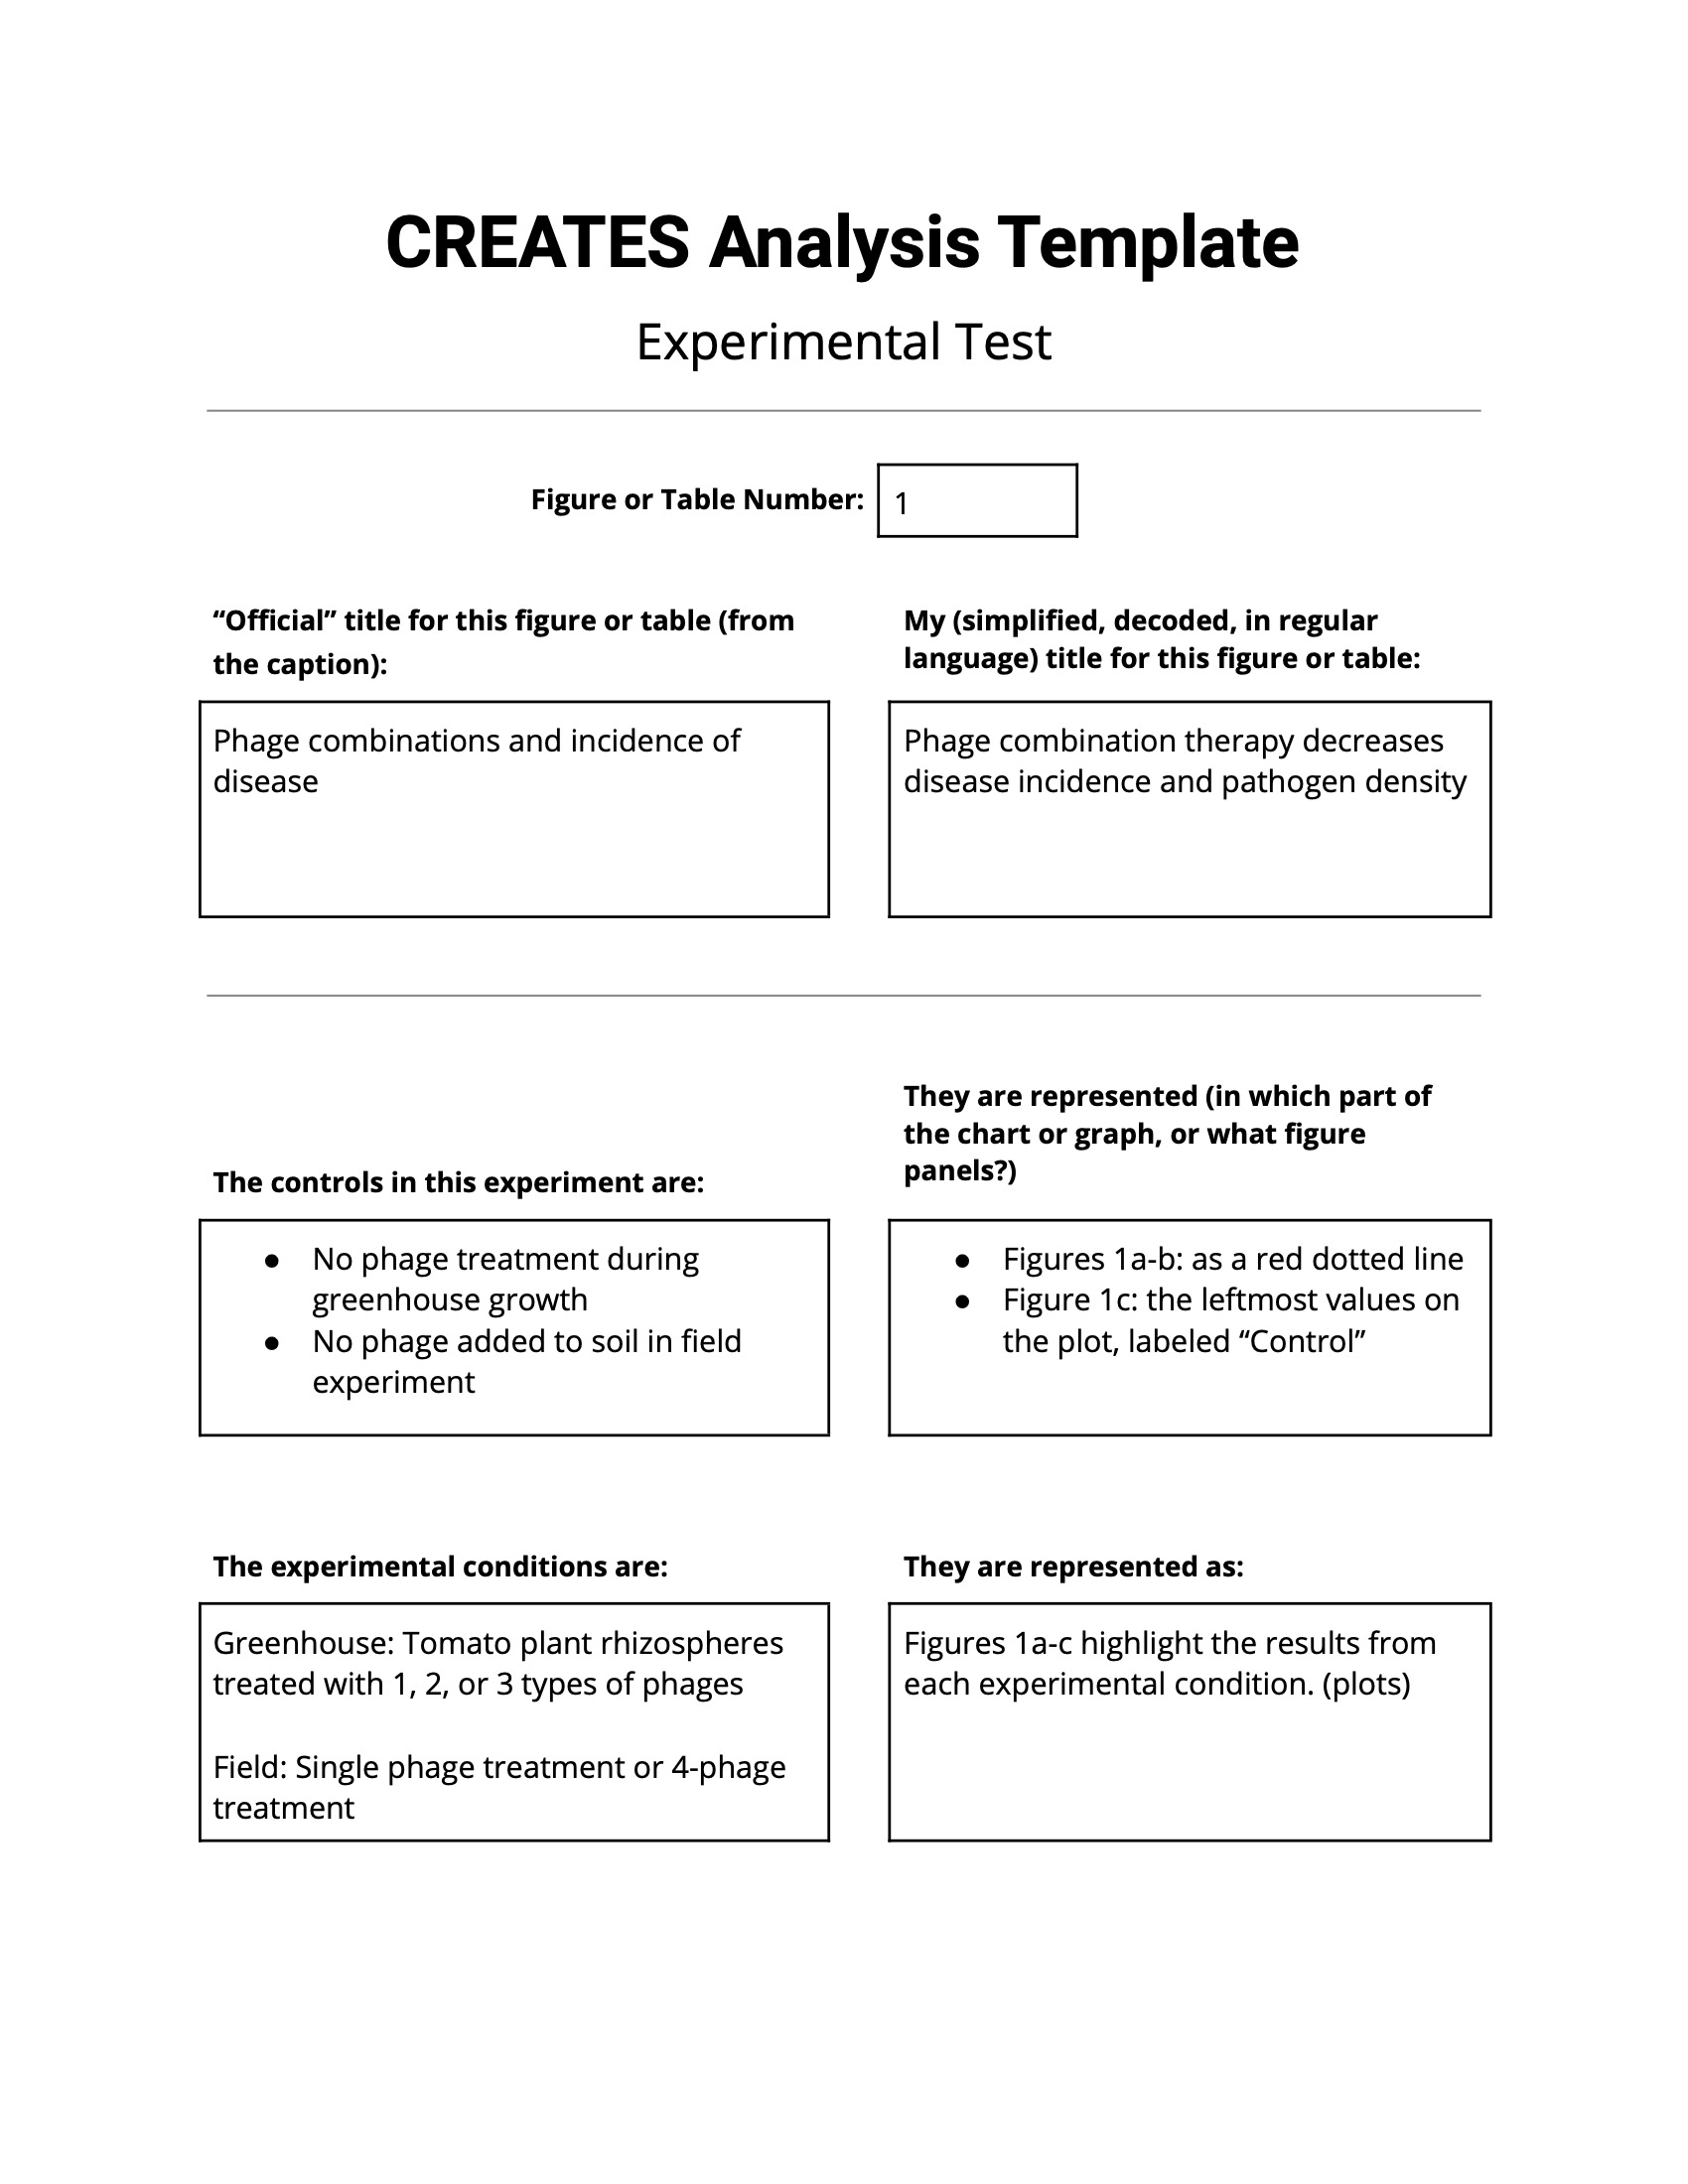 CREATES Analysis Template
Experimental Test
Figure or Table Number:
1
“Official” title for this figure or table (from
the caption):
Phage combinations and incidence of
disease
My (simplified, decoded, in regular
language) title for this figure or table:
Phage combination therapy decreases
disease incidence and pathogen density
The controls in this experiment are:
● No phage treatment during
greenhouse growth
● No phage added to soil in field
experiment
They are represented (in which part of
the chart or graph, or what figure
panels?)
● Figures 1a-b: as a red dotted line
● Figure 1c: the leftmost values on
the plot, labeled “Control”
The experimental conditions are:
Greenhouse: Tomato plant rhizospheres
treated with 1, 2, or 3 types of phages
Field: Single phage treatment or 4-phage
treatment
They are represented as:
Figures 1a-c highlight the results from
each experimental condition. (plots)